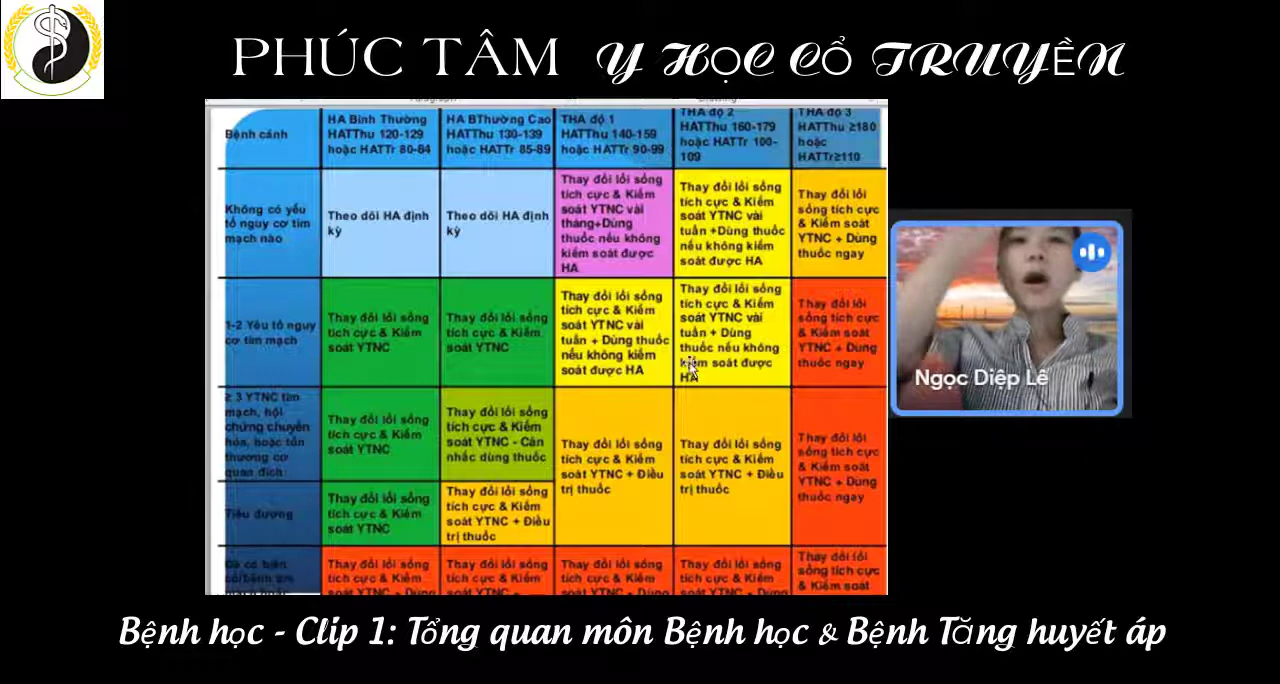 PHÚC TÂM Y HỌC CỔ TRUYỀN
Bệnh cảnh
HA Bình Thường
HATThu 120-129
hoặc HATTr 80-84
HA BThường Cao
HATThu 130-139
hoặc HATTr 85-89
THA độ 1
HATThu 140-159
hoặc HATTr 90-99
THA độ 2
HATThu 160-179
hoặc HATTr 100-
109
THA độ 3
HATThu ≥180
hoặc
HATTr≥110
Không có yếu
tố nguy cơ tim
mạch nào
Theo dõi HA định
kỳ
Theo dõi HA định
kỳ
Thay đổi lối sống
tích cực & Kiểm
soát YTNC vài
tháng+Dùng
thuốc nếu không
kiểm soát được
HA
Thay đổi lối sống
tích cực & Kiểm
soát YTNC vài
tuần +Dùng thuốc
nếu không kiểm
soát được HA
Thay đổi lối
sống tích cực
& Kiểm soát
YTNC + Dùng
thuốc ngay
1-2 Yếu tố nguy
cơ tim mạch
Thay đổi lối sống
tích cực & Kiểm
soát YTNC
Thay đổi lối sống
tích cực & Kiểm
soát YTNC
Thay đổi lối sống
tích cực & Kiểm
soát YTNC vài
tuần + Dùng thuốc
nếu không kiểm
soát được HA
Thay đổi lối sống
tích cực & Kiểm
soát YTNC vài
tuần + Dùng
thuốc nếu không
kiểm soát được
HA
Thay đổi lối
sống tích cực
& Kiểm soát
YTNC + Dùng
thuốc ngay
≥ 3 YTNC tim
mạch, hội
chứng chuyển
hóa, hoặc tổn
thương cơ
quan đích
Thay đổi lối sống
tích cực & Kiểm
soát YTNC
Thay đổi lối sống
tích cực & Kiểm
soát YTNC - Cân
nhắc dùng thuốc
Thay đổi lối sống
tích cực & Kiểm
soát YTNC + Điều
trị thuốc
Thay đổi lối sống
tích cực & Kiểm
soát YTNC + Điều
trị thuốc
Thay đổi lối
sống tích cực
& Kiểm soát
YTNC + Dùng
thuốc ngay
Tiểu đường
Thay đổi lối sống
tích cực & Kiểm
soát YTNC
Thay đổi lối sống
tích cực & Kiểm
soát YTNC + Điều
trị thuốc
Thay đổi lối sống
tích cực & Kiểm
soát YTNC + Dùng
Thay đổi lối sống
tích cực & Kiểm
soát YTNC +
Thay đổi lối sống
tích cực & Kiểm
soát YTNC + Dùng
Thay đổi lối sống
tích cực & Kiểm
soát YTNC + Dùng
Thay đổi lối
sống tích cực
& Kiểm soát
Ngọc Diệp Lê
Bệnh học - Clip 1: Tổng quan môn Bệnh học & Bệnh Tăng huyết áp